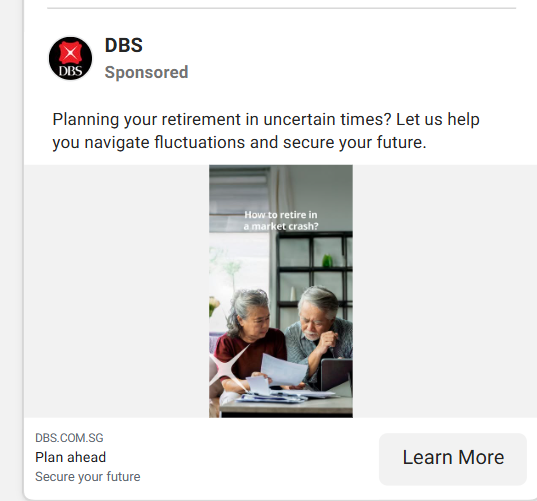 DBS
DBS
Sponsored
Planning your retirement in uncertain times? Let us help
you navigate fluctuations and secure your future.
How to retire in
a market crash?
DBS.COM.SG
Plan ahead
Secure your future
Learn More